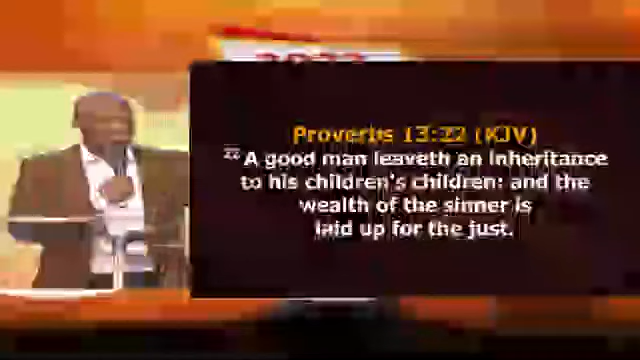 Proverbs 13:22 (KJV)
22 A good man leaveth an inheritance
to his children's children: and the
wealth of the sinner is
laid up for the just.